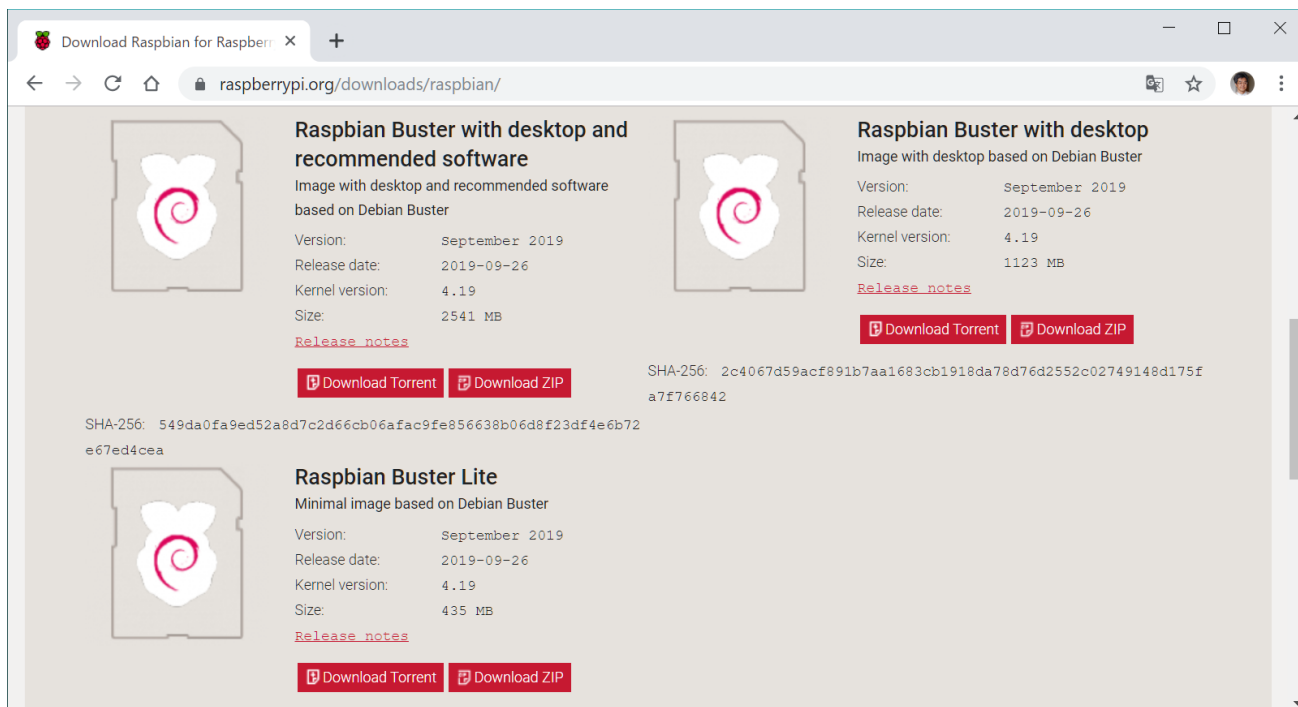 Download Raspbian for Raspberr
raspberrypi.org/downloads/raspbian/
Raspbian Buster with desktop and
recommended software
Image with desktop and recommended software
based on Debian Buster
Version: September 2019
Release date: 2019-09-26
Kernel version: 4.19
Size: 2541 MB
Release notes
Download Torrent Download ZIP
SHA-256: 549da0fa9ed52a8d7c2d66cb06afac9fe856638b06d8f23df4e6b72
e67ed4cea
Raspbian Buster with desktop
Image with desktop based on Debian Buster
Version: September 2019
Release date: 2019-09-26
Kernel version: 4.19
Size: 1123 MB
Release notes
Download Torrent Download ZIP
SHA-256: 2c4067d59acf891b7aa1683cb1918da78d76d2552c02749148d175f
a7f766842
Raspbian Buster Lite
Minimal image based on Debian Buster
Version: September 2019
Release date: 2019-09-26
Kernel version: 4.19
Size: 435 MB
Release notes
Download Torrent Download ZIP